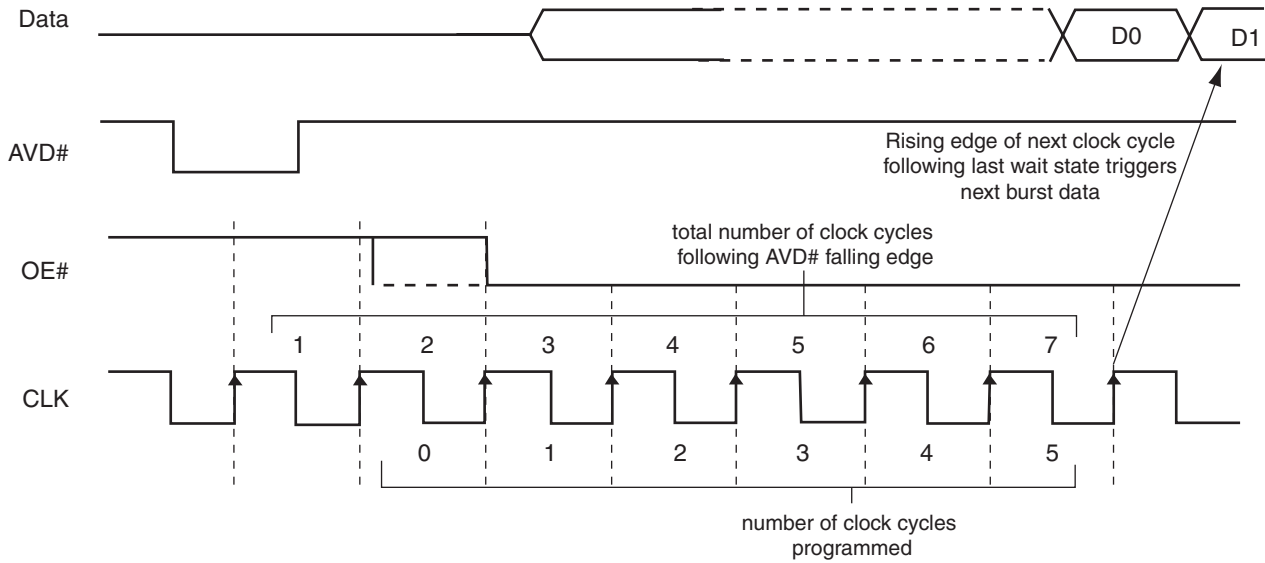 Data
D0
D1
AVD#
Rising edge of next clock cycle
following last wait state triggers
next burst data
total number of clock cycles
following AVD# falling edge
OE#
1 2 3 4 5 6 7
CLK
0 1 2 3 4 5
number of clock cycles
programmed